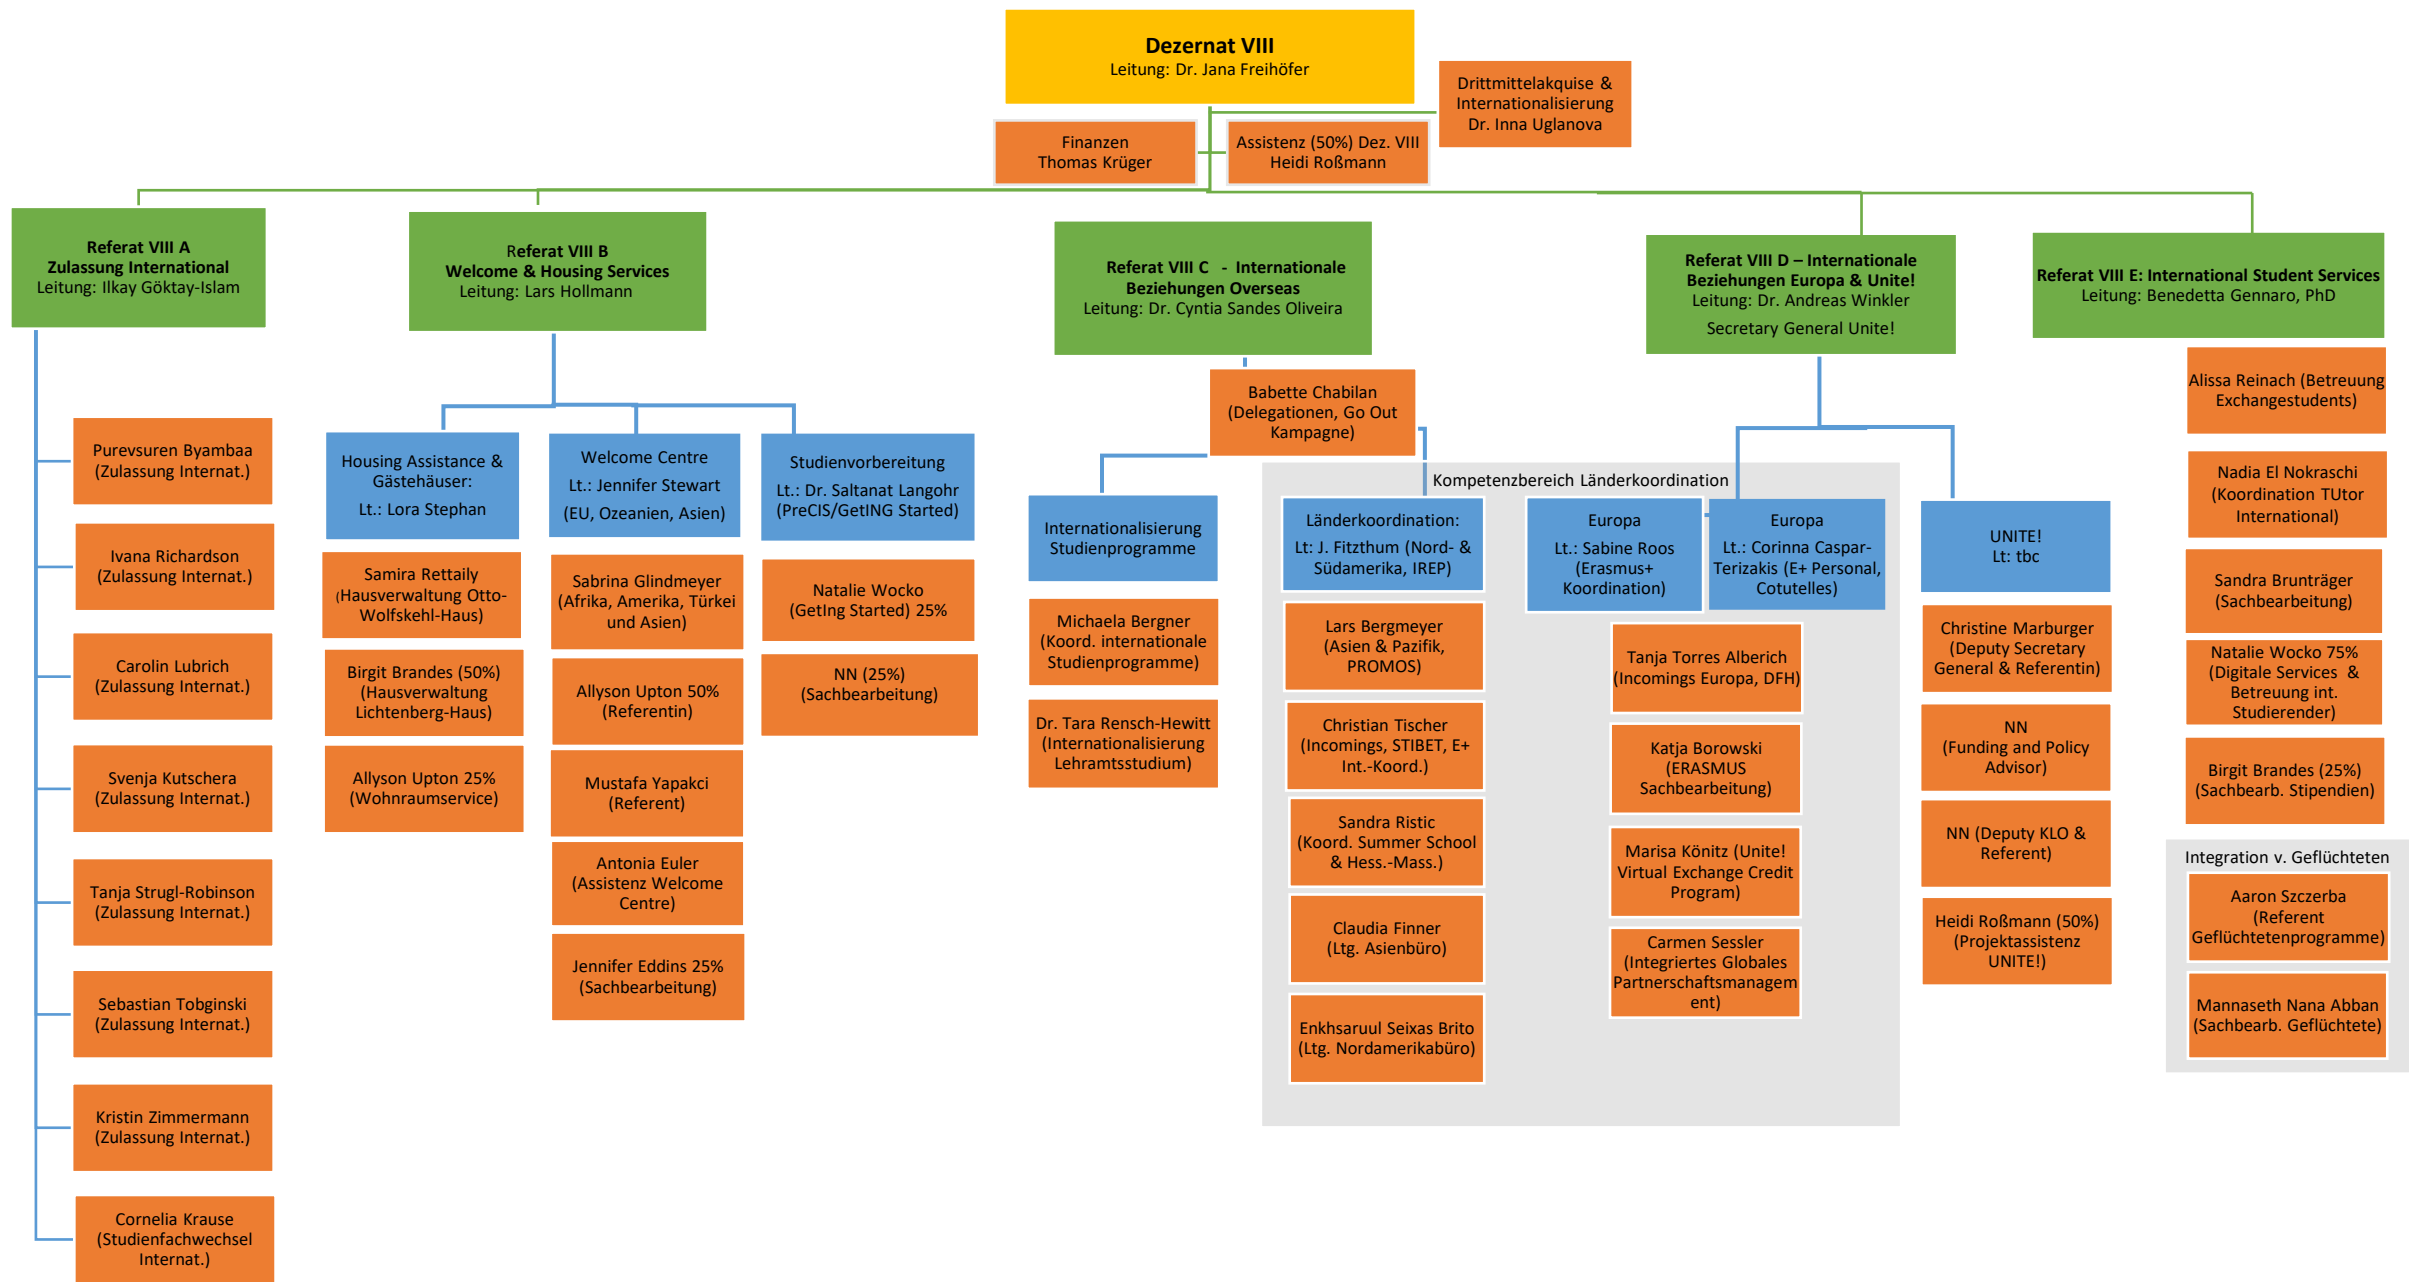 Dezernat VIII
Leitung: Dr. Jana Freihöfer
Drittmittelakquise &
Internationalisierung
Dr. Inna Uglanova
Finanzen
Thomas Krüger
Assistenz (50%) Dez. VIII
Heidi Roßmann
Referat VIII A
Zulassung International
Leitung: Ilkay Göktay-Islam
Purevsuren Byambaa
(Zulassung Internat.)
Ivana Richardson
(Zulassung Internat.)
Carolin Lubrich
(Zulassung Internat.)
Svenja Kutschera
(Zulassung Internat.)
Tanja Strugl-Robinson
(Zulassung Internat.)
Sebastian Tobginski
(Zulassung Internat.)
Kristin Zimmermann
(Zulassung Internat.)
Cornelia Krause
(Studienfachwechsel
Internat.)
Referat VIII B
Welcome & Housing Services
Leitung: Lars Hollmann
Housing Assistance &
Gästehäuser:
Lt.: Lora Stephan
Samira Rettaily
(Hausverwaltung Otto-
Wolfskehl-Haus)
Birgit Brandes (50%)
(Hausverwaltung
Lichtenberg-Haus)
Allyson Upton 25%
(Wohnraumservice)
Welcome Centre
Lt.: Jennifer Stewart
(EU, Ozeanien, Asien)
Sabrina Glindmeyer
(Afrika, Amerika, Türkei
und Asien)
Allyson Upton 50%
(Referentin)
Mustafa Yapakci
(Referent)
Antonia Euler
(Assistenz Welcome
Centre)
Jennifer Eddins 25%
(Sachbearbeitung)
Studienvorbereitung
Lt.: Dr. Saltanat Langohr
(PreCIS/GetING Started)
Natalie Wocko
(GetIng Started) 25%
NN (25%)
(Sachbearbeitung)
Referat VIII C - Internationale
Beziehungen Overseas
Leitung: Dr. Cyntia Sandes Oliveira
Babette Chabilan
(Delegationen, Go Out
Kampagne)
Internationalisierung
Studienprogramme
Michaela Bergner
(Koord. internationale
Studienprogramme)
Dr. Tara Rensch-Hewitt
(Internationalisierung
Lehramtsstudium)
Kompetenzbereich Länderkoordination
Länderkoordination:
Lt: J. Fitzthum (Nord- &
Südamerika, IREP)
Lars Bergmeyer
(Asien & Pazifik,
PROMOS)
Christian Tischer
(Incomings, STIBET, E+
Int.-Koord.)
Sandra Ristic
(Koord. Summer School
& Hess.-Mass.)
Claudia Finner
(Ltg. Asienbüro)
Enkhsaruul Seixas Brito
(Ltg. Nordamerikabüro)
Referat VIII D – Internationale
Beziehungen Europa & Unite!
Leitung: Dr. Andreas Winkler
Secretary General Unite!
Europa
Lt.: Sabine Roos
(Erasmus+
Koordination)
Europa
Lt.: Corinna Caspar-
Terizakis (E+ Personal,
Cotutelles)
Tanja Torres Alberich
(Incomings Europa, DFH)
Katja Borowski
(ERASMUS
Sachbearbeitung)
Marisa Könitz (Unite!
Virtual Exchange Credit
Program)
Carmen Sessler
(Integriertes Globales
Partnerschaftsmanagem
ent)
UNITE!
Lt: tbc
Christine Marburger
(Deputy Secretary
General & Referentin)
NN
(Funding and Policy
Advisor)
NN (Deputy KLO &
Referent)
Heidi Roßmann (50%)
(Projektassistenz
UNITE!)
Referat VIII E: International Student Services
Leitung: Benedetta Gennaro, PhD
Alissa Reinach (Betreuung
Exchangestudents)
Nadia El Nokraschi
(Koordination TUtor
International)
Sandra Brunträger
(Sachbearbeitung)
Natalie Wocko 75%
(Digitale Services &
Betreuung int.
Studierender)
Birgit Brandes (25%)
(Sachbearb. Stipendien)
Integration v. Geflüchteten
Aaron Szczerba
(Referent
Geflüchtetenprogramme)
Mannaseth Nana Abban
(Sachbearb. Geflüchtete)